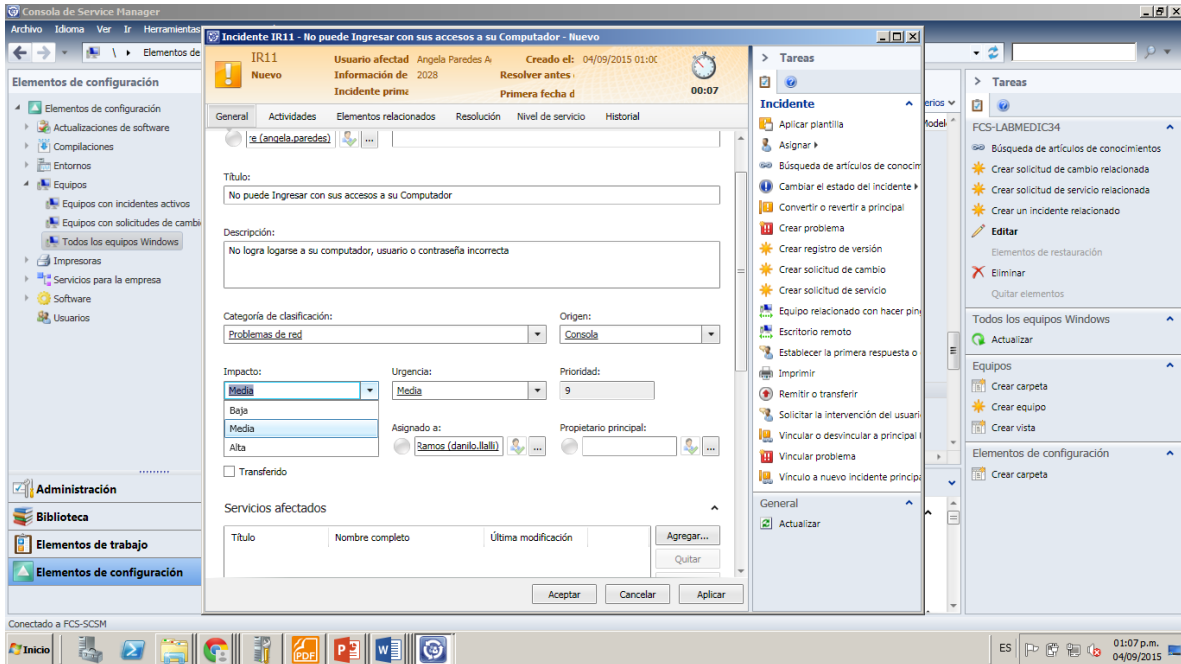 Consola de Service Manager
Archivo Idioma Ver Ir Herramientas
\ Elementos de
Elementos de configuración
Elementos de configuración
Actualizaciones de software
Compilaciones
Entornos
Equipos
Equipos con incidentes activos
Equipos con solicitudes de cambi
Todos los equipos Windows
Impresoras
Servicios para la empresa
Software
Usuarios
Administración
Biblioteca
Elementos de trabajo
Elementos de configuración
Conectado a FCS-SCSM
Incidente IR11 - No puede Ingresar con sus accesos a su Computador - Nuevo
IR11
Nuevo
Usuario afectad Angela Paredes A
Creado el: 04/09/2015 01:0
Información de 2028
Resolver antes
Incidente prima
Primera fecha d
00:07
General Actividades Elementos relacionados Resolución Nivel de servicio Historial
(angela.paredes) ...
Título:
No puede Ingresar con sus accesos a su Computador
Descripción:
No logra logarse a su computador, usuario o contraseña incorrecta
Categoría de clasificación:
Origen:
Problemas de red
Consola
Impacto:
Urgencia:
Prioridad:
Media
Media
9
Baja
Media
Alta
Asignado a:
Propietario principal:
Ramos (danilo.llalli) ...
...
Transferido
Servicios afectados
Título Nombre completo Última modificación
Agregar...
Quitar
Aceptar Cancelar Aplicar
Tareas
Incidente
Aplicar plantilla
Asignar
Búsqueda de artículos de conocim
Cambiar el estado del incidente
Convertir o revertir a principal
Crear problema
Crear registro de versión
Crear solicitud de cambio
Crear solicitud de servicio
Equipo relacionado con hacer pin
Escritorio remoto
Establecer la primera respuesta o
Imprimir
Remitir o transferir
Solicitar la intervención del usuari
Vincular o desvincular a principal
Vincular problema
Vínculo a nuevo incidente principa
General
Actualizar
erios
Model
Tareas
FCS-LABMEDIC34
Búsqueda de artículos de conocimientos
Crear solicitud de cambio relacionada
Crear solicitud de servicio relacionada
Crear un incidente relacionado
Editar
Elementos de restauración
Eliminar
Quitar elementos
Todos los equipos Windows
Actualizar
Equipos
Crear carpeta
Crear equipo
Crear vista
Elementos de configuración
Crear carpeta
Inicio
PDF
ES
01:07 p.m.
04/09/2015